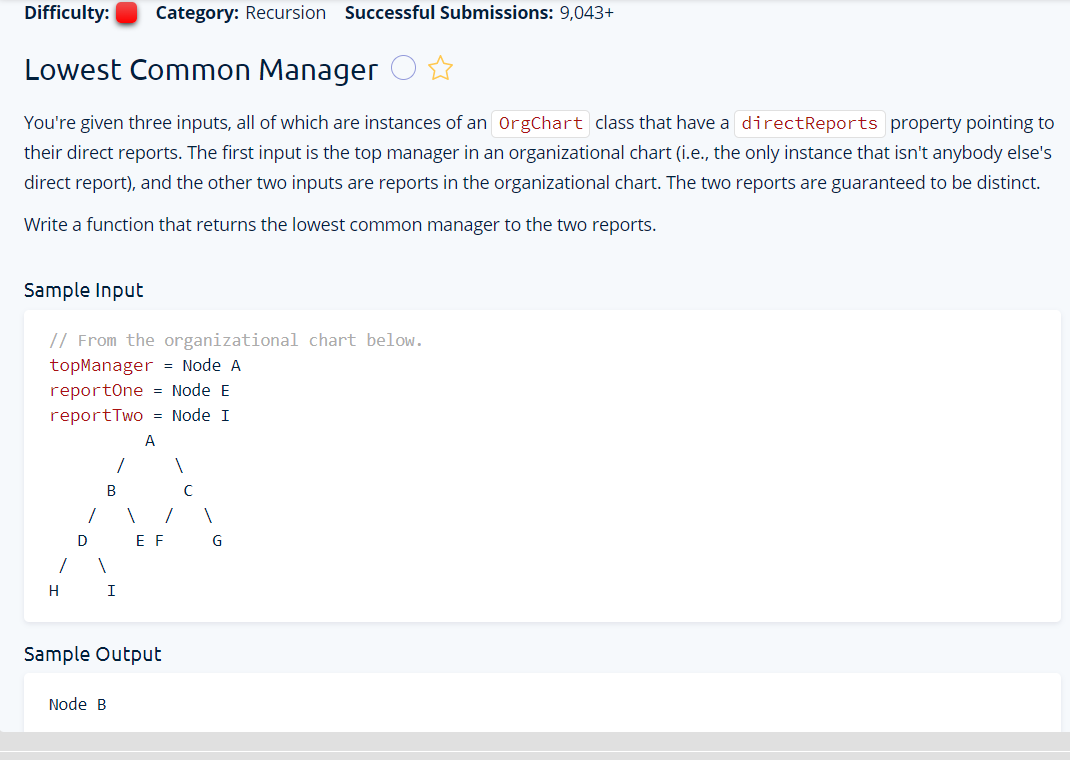 Difficulty: Category: Recursion Successful Submissions: 9,043+
Lowest Common Manager
You're given three inputs, all of which are instances of an OrgChart class that have a directReports property pointing to
their direct reports. The first input is the top manager in an organizational chart (i.e., the only instance that isn't anybody else's
direct report), and the other two inputs are reports in the organizational chart. The two reports are guaranteed to be distinct.
Write a function that returns the lowest common manager to the two reports.
Sample Input
// From the organizational chart below.
topManager = Node A
reportOne = Node E
reportTwo = Node I
          A
       /     \
      B       C
    /   \   /   \
   D     E F     G
 /   \
H     I
Sample Output
Node B